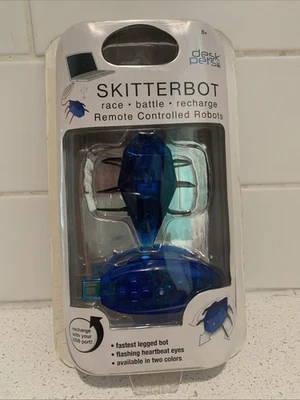 8+
desk
pets
SKITTERBOT
race • battle • recharge
Remote Controlled Robots
recharge
with your
USB port!
• fastest legged bot
• flashing heartbeat eyes
• available in two colors